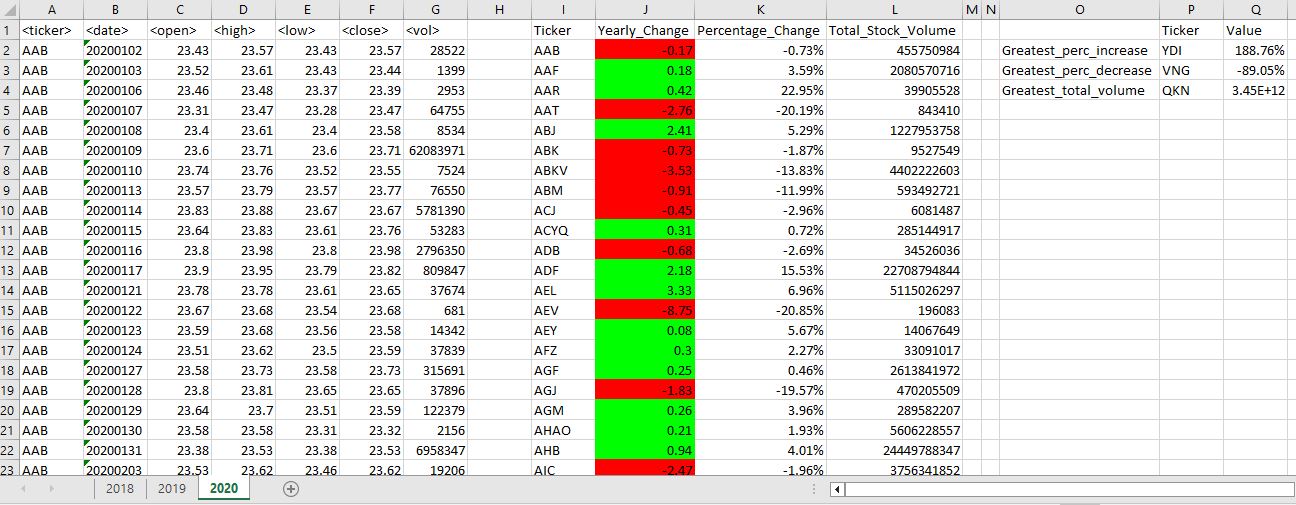 A B C D E F G H I J K L M N O P Q
1 <ticker> <date> <open> <high> <low> <close> <vol> Ticker Yearly_Change Percentage_Change Total_Stock_Volume Ticker Value
2 AAB 20200102 23.43 23.57 23.43 23.57 28522 AAB -0.17 -0.73% 455750984 Greatest_perc_increase YDI 188.76%
3 AAB 20200103 23.52 23.61 23.43 23.44 1399 AAF 0.18 3.59% 2080570716 Greatest_perc_decrease VNG -89.05%
4 AAB 20200106 23.46 23.48 23.37 23.39 2953 AAR 0.42 22.95% 39905528 Greatest_total_volume QKN 3.45E+12
5 AAB 20200107 23.31 23.47 23.28 23.47 64755 AAT -2.76 -20.19% 843410
6 AAB 20200108 23.4 23.61 23.4 23.58 8534 ABJ 2.41 5.29% 1227953758
7 AAB 20200109 23.6 23.71 23.6 23.71 62083971 ABK -0.73 -1.87% 9527549
8 AAB 20200110 23.74 23.76 23.52 23.55 7524 ABKV -3.53 -13.83% 4402222603
9 AAB 20200113 23.57 23.79 23.57 23.77 76550 ABM -0.91 -11.99% 593492721
10 AAB 20200114 23.83 23.88 23.67 23.67 5781390 ACJ -0.45 -2.96% 6081487
11 AAB 20200115 23.64 23.83 23.61 23.76 53283 ACYQ 0.31 0.72% 285144917
12 AAB 20200116 23.8 23.98 23.8 23.98 2796350 ADB -0.68 -2.69% 34526036
13 AAB 20200117 23.9 23.95 23.79 23.82 809847 ADF 2.18 15.53% 22708794844
14 AAB 20200121 23.78 23.78 23.61 23.65 37674 AEL 3.33 6.96% 5115026297
15 AAB 20200122 23.67 23.68 23.54 23.68 681 AEV -8.75 -20.85% 196083
16 AAB 20200123 23.59 23.68 23.56 23.58 14342 AEY 0.08 5.67% 14067649
17 AAB 20200124 23.51 23.62 23.5 23.59 37839 AFZ 0.3 2.27% 33091017
18 AAB 20200127 23.58 23.73 23.58 23.73 315691 AGF 0.25 0.46% 2613841972
19 AAB 20200128 23.8 23.81 23.65 23.65 37896 AGJ -1.83 -19.57% 470205509
20 AAB 20200129 23.64 23.7 23.51 23.59 122379 AGM 0.26 3.96% 289582207
21 AAB 20200130 23.58 23.58 23.31 23.32 2156 AHAO 0.21 1.93% 5606228557
22 AAB 20200131 23.38 23.53 23.38 23.53 6958347 AHB 0.94 4.01% 24449788347
23 AAB 20200203 23.53 23.62 23.46 23.62 19206 AIC -2.47 -1.96% 3756341852
2018 2019 2020